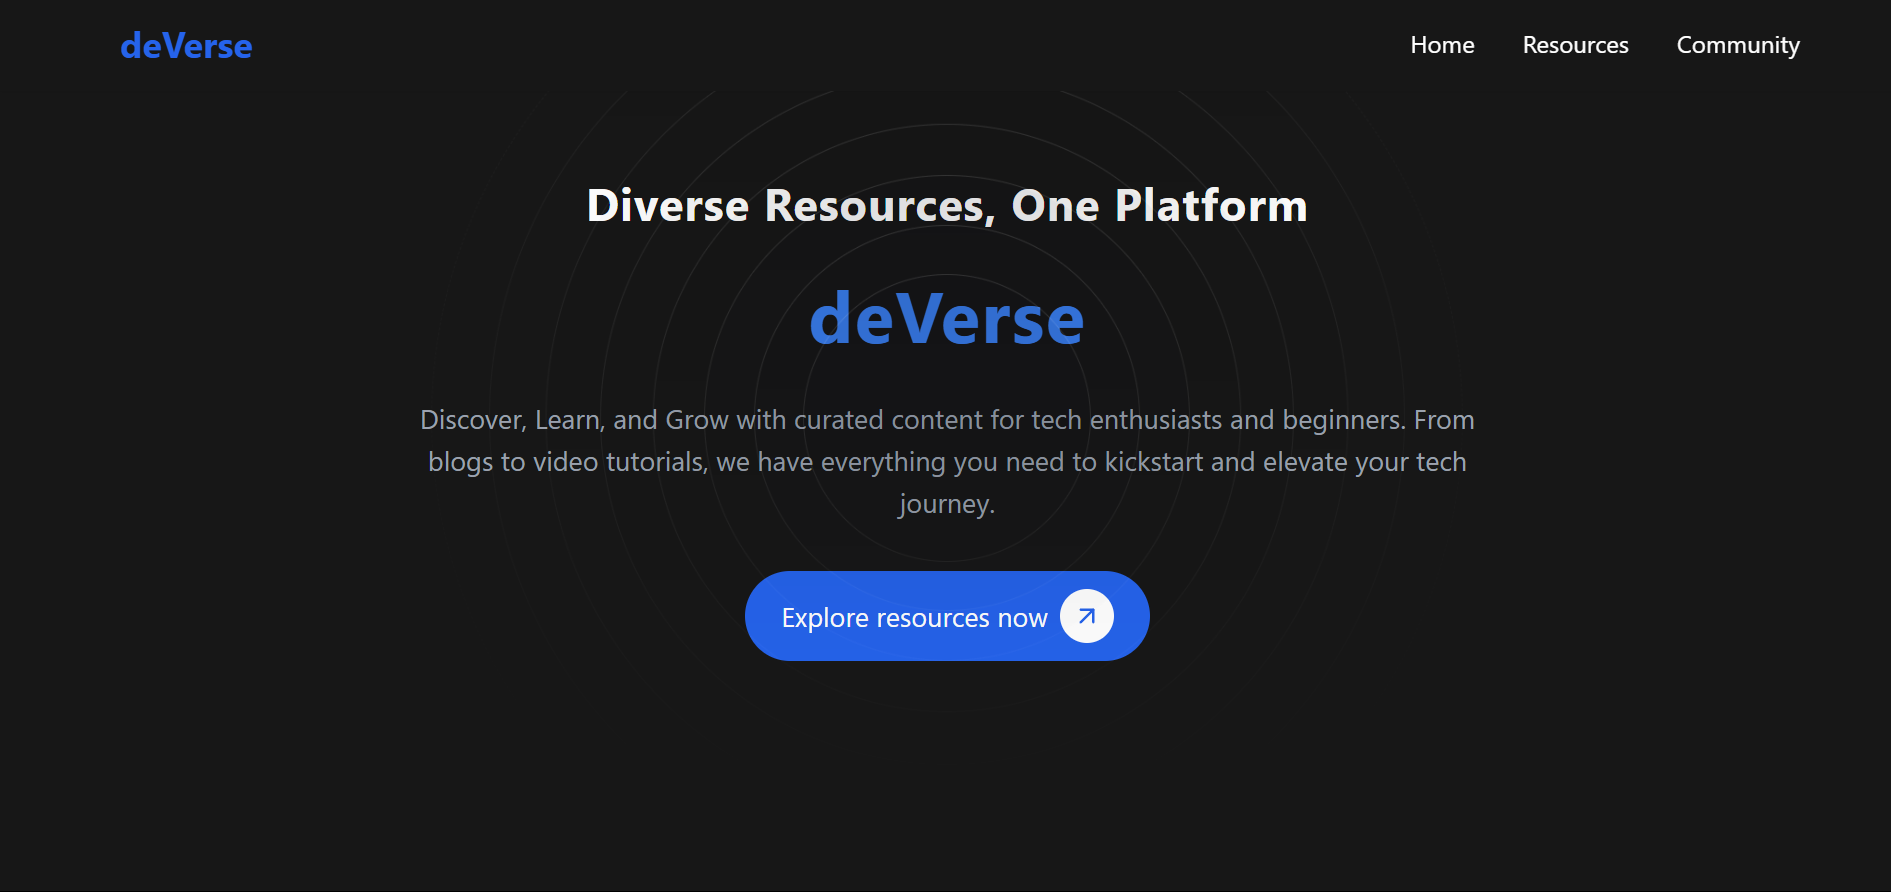 deVerse
Home
Resources
Community
Diverse Resources, One Platform
deVerse
Discover, Learn, and Grow with curated content for tech enthusiasts and beginners. From
blogs to video tutorials, we have everything you need to kickstart and elevate your tech
journey.
Explore resources now